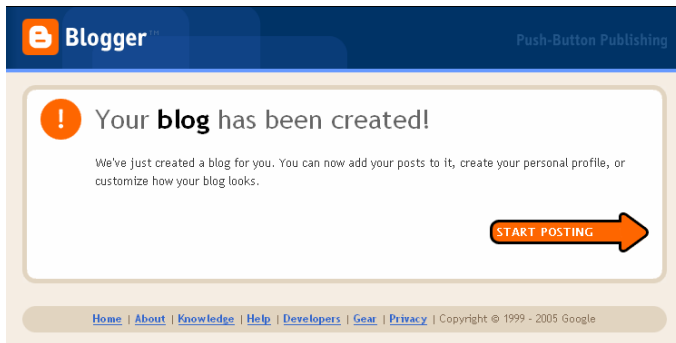 Blogger™
Push-Button Publishing
!
Your blog has been created!
We've just created a blog for you. You can now add your posts to it, create your personal profile, or
customize how your blog looks.
START POSTING
Home | About | Knowledge | Help | Developers | Gear | Privacy | Copyright © 1999 - 2005 Google